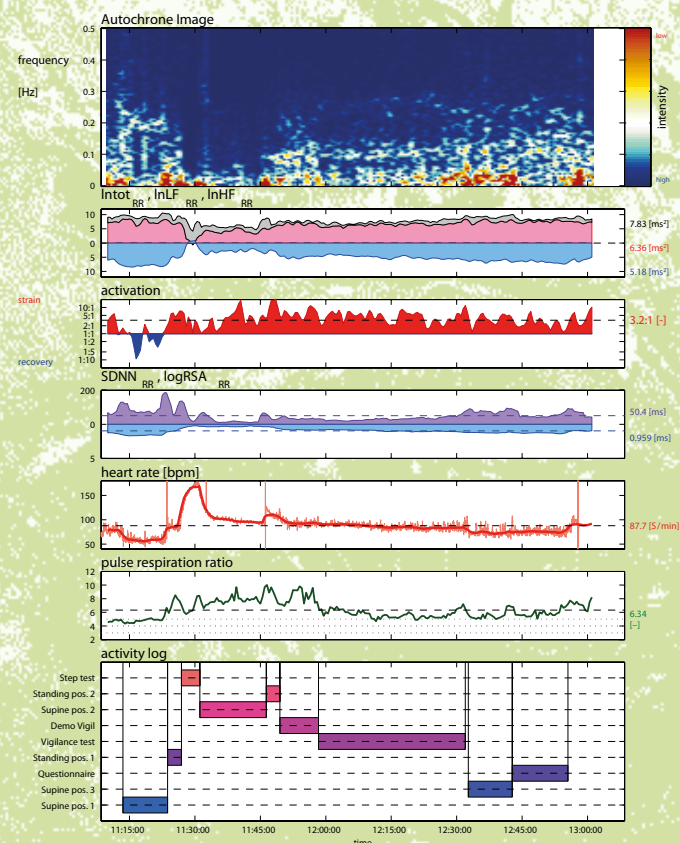 Autochrone Image
frequency
[Hz]
0.5
0.4
0.3
0.2
0.1
0
low
intensity
high
lntot RR , lnLF RR , lnHF RR
10
5
0
5
10
7.83 [ms²]
6.36 [ms²]
5.18 [ms²]
activation
strain
recovery
10:1
5:1
2:1
1:1
1:2
1:5
1:10
3.2:1 [-]
SDNN RR , logRSA RR
200
0
5
50.4 [ms]
0.959 [ms]
heart rate [bpm]
150
100
50
87.7 [S/min]
pulse respiration ratio
12
10
8
6
4
2
6.34
[–]
activity log
Step test
Standing pos. 2
Supine pos. 2
Demo Vigil
Vigilance test
Standing pos. 1
Questionnaire
Supine pos. 3
Supine pos. 1
11:15:00 11:30:00 11:45:00 12:00:00 12:15:00 12:30:00 12:45:00 13:00:00
time